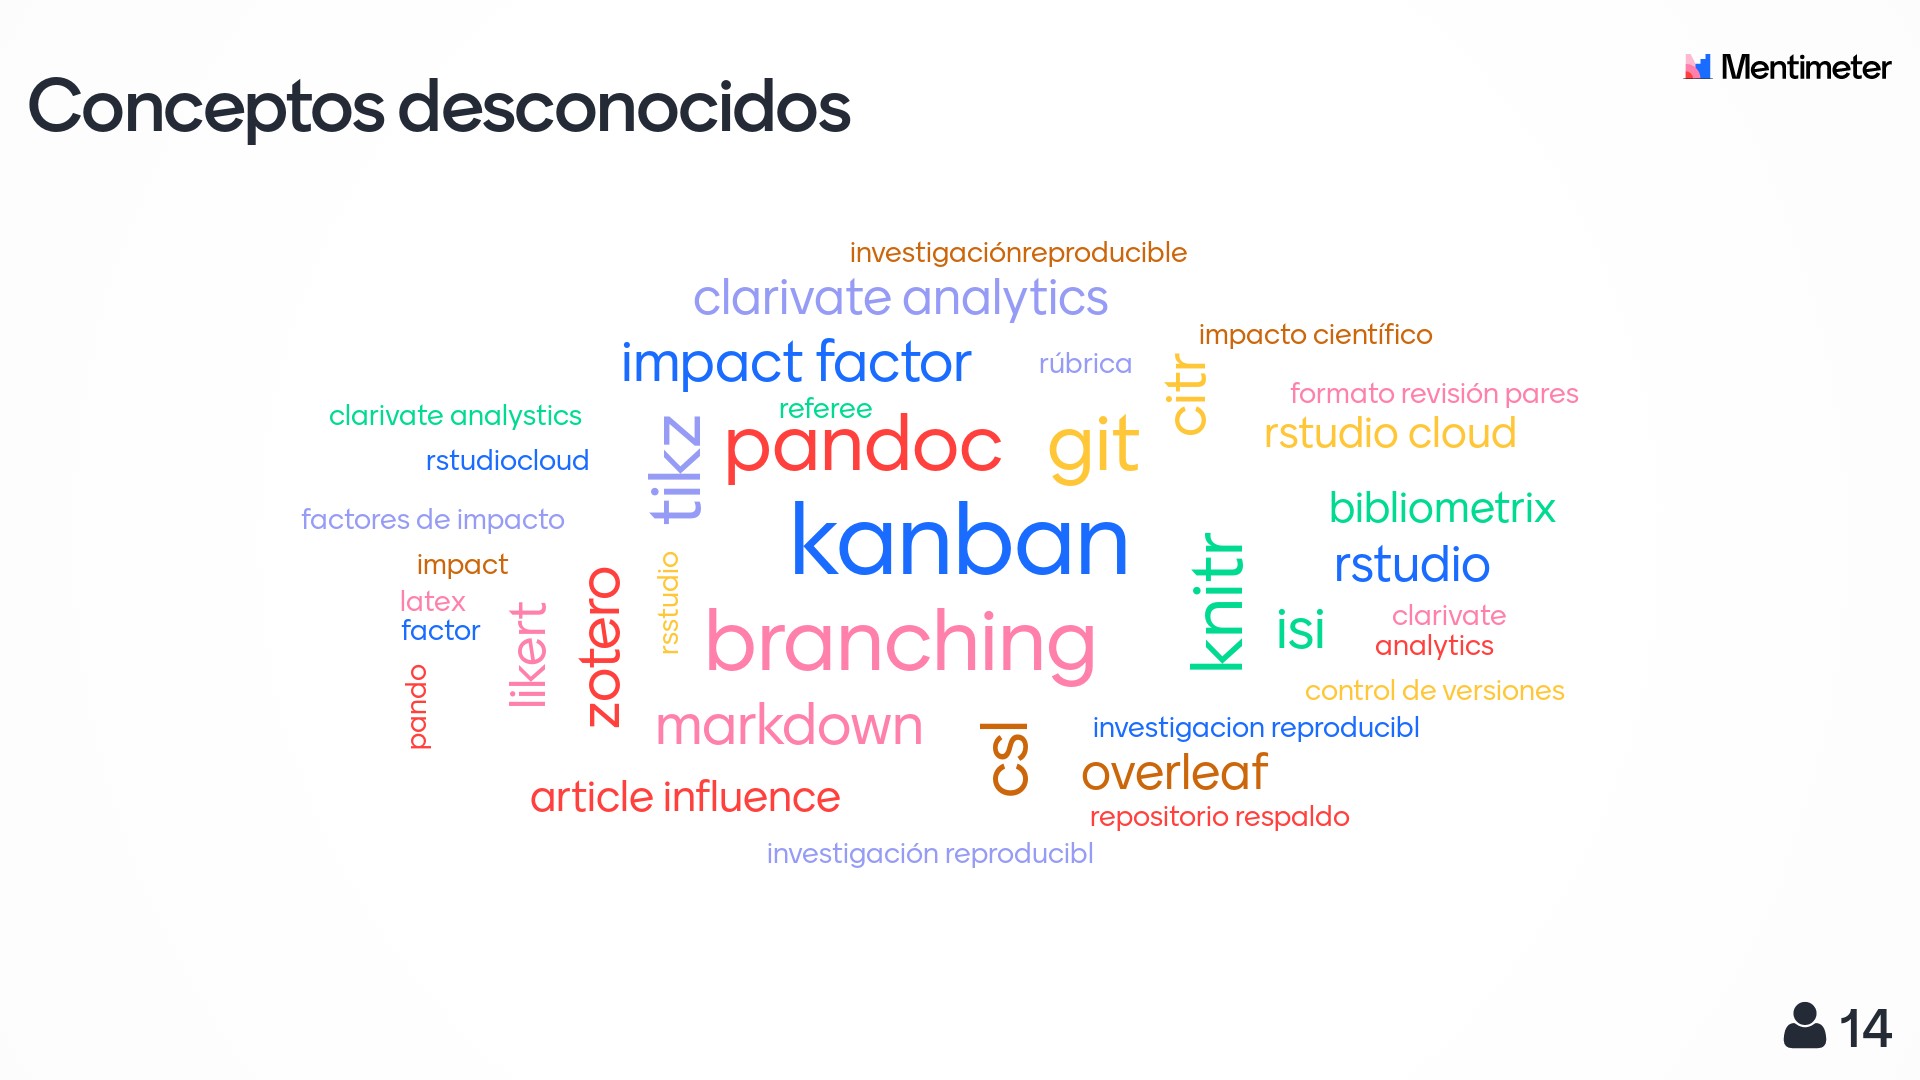 Conceptos desconocidos
Mentimeter
investigaciónreproducible
clarivate analytics
impacto científico
impact factor
rúbrica
citr
formato revisión pares
clarivate analystics
referee
tikz
pandoc
git
rstudio cloud
rstudiocloud
bibliometrix
factores de impacto
kanban
knitr
rstudio
impact
zotero
rsstudio
latex
likert
branching
isi
clarivate
factor
analytics
pando
control de versiones
markdown
csl
investigacion reproducibl
overleaf
article influence
repositorio respaldo
investigación reproducibl
14